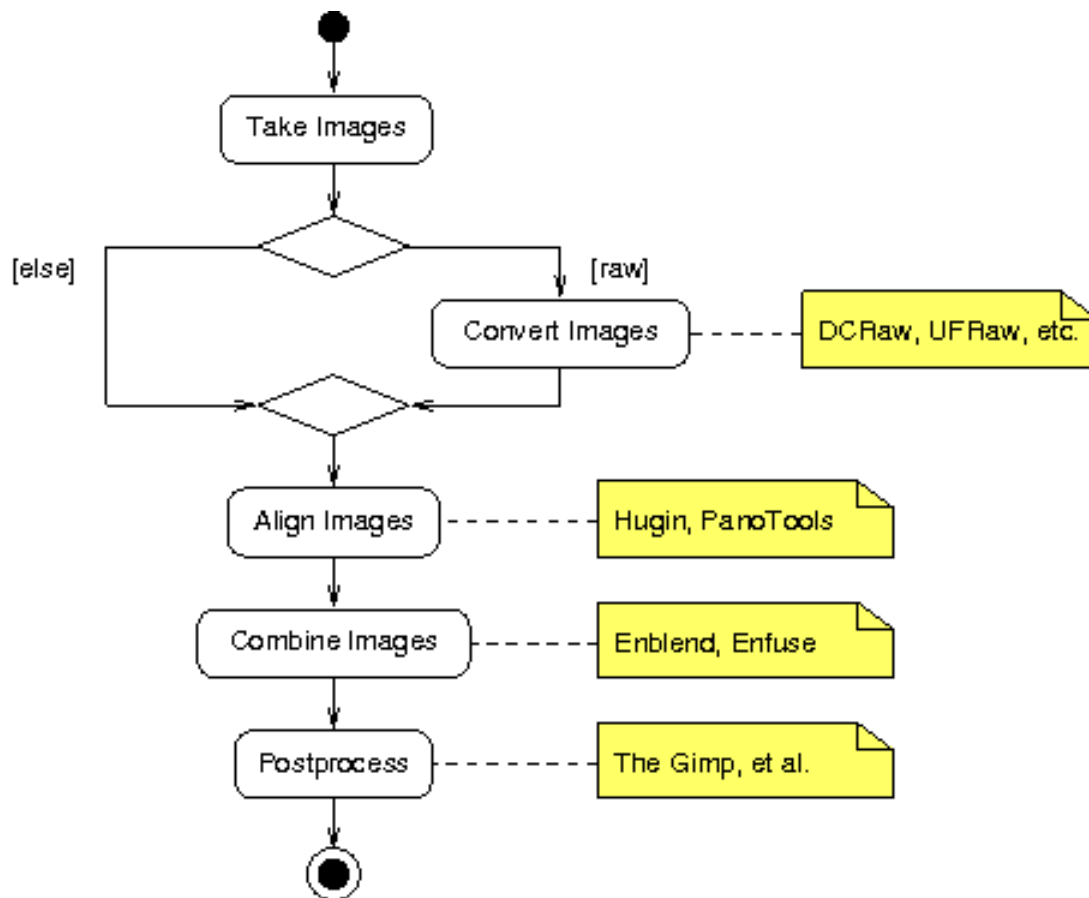 Take Images
[else]
[raw]
Convert Images
DCRaw, UFRaw, etc.
Align Images
Hugin, PanoTools
Combine Images
Enblend, Enfuse
Postprocess
The Gimp, et al.